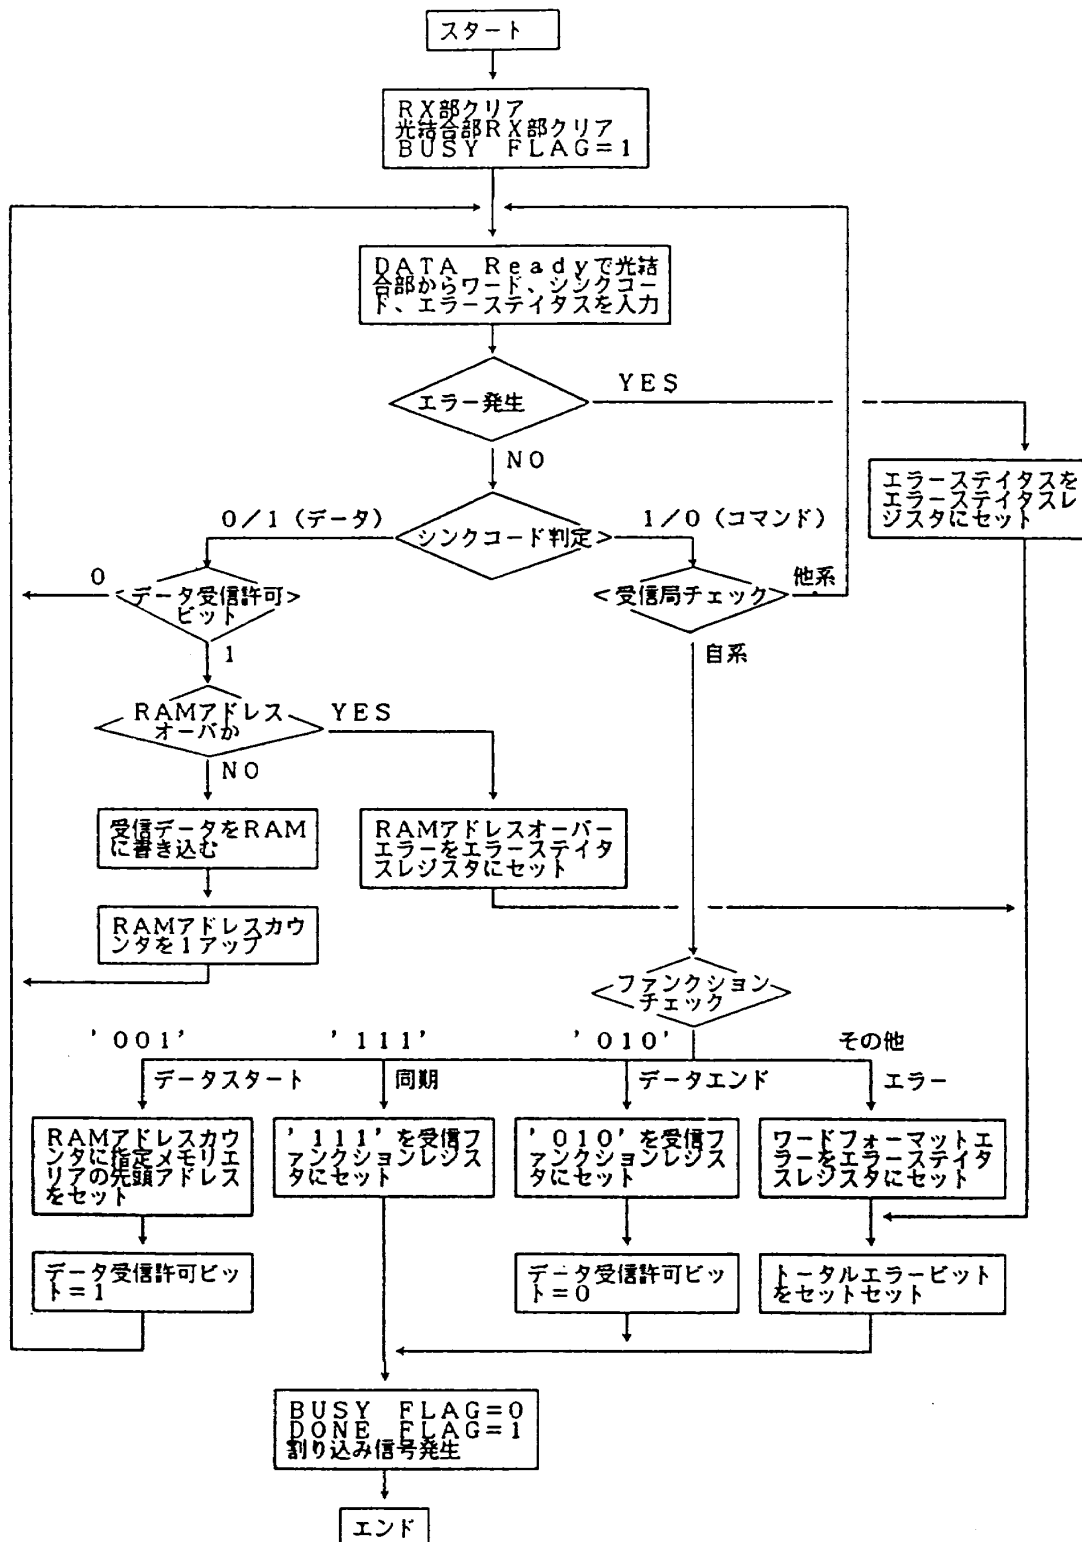 スタート
RX部クリア
光結合部RX部クリア
BUSY FLAG=1
DATA Readyで光結
合部からワード、シンクコー
ド、エラーステイタスを入力
エラー発生
YES
NO
エラーステイタスを
エラーステイタスレ
ジスタにセット
0/1(データ)
シンクコード判定
1/0(コマンド)
0
データ受信許可
ビット
受信局チェック
他系
1
自系
RAMアドレス
オーバか
YES
NO
受信データをRAM
に書き込む
RAMアドレスオーバー
エラーをエラーステイタ
スレジスタにセット
RAMアドレスカウ
ンタを1アップ
ファンクション
チェック
'001'
'111'
'010'
その他
データスタート
同期
データエンド
エラー
RAMアドレスカウ
ンタに指定メモリエ
リアの先頭アドレス
をセット
'111'を受信フ
ァンクションレジス
タにセット
'010'を受信フ
ァンクションレジス
タにセット
ワードフォーマットエ
ラーをエラーステイタ
スレジスタにセット
データ受信許可ビッ
ト=1
データ受信許可ビッ
ト=0
トータルエラービット
をセットセット
BUSY FLAG=0
DONE FLAG=1
割り込み信号発生
エンド